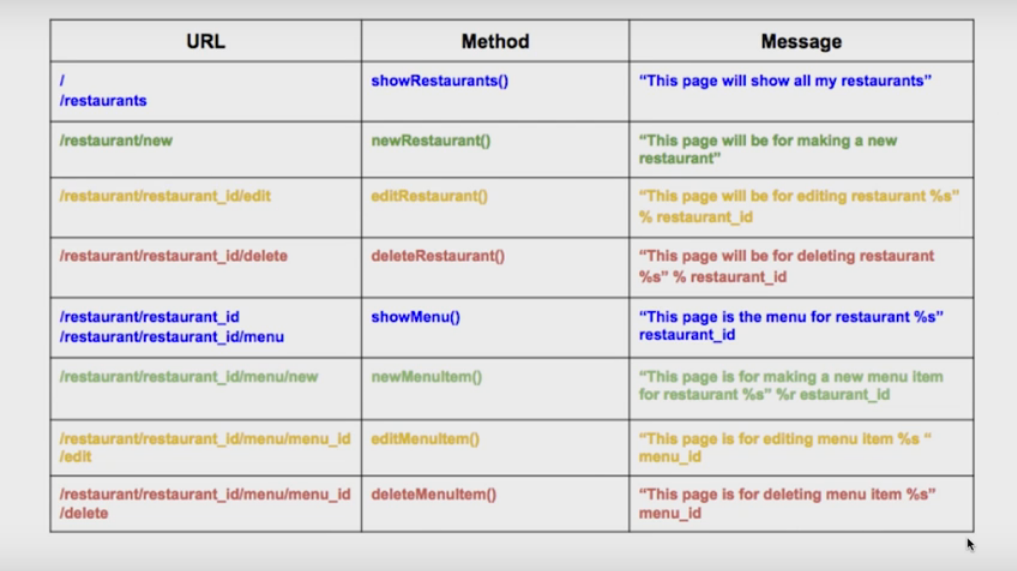 URL Method Message
/ showRestaurants() “This page will show all my restaurants”
/restaurants
/restaurant/new newRestaurant() “This page will be for making a new
restaurant”
/restaurant/restaurant_id/edit editRestaurant() “This page will be for editing restaurant %s”
% restaurant_id
/restaurant/restaurant_id/delete deleteRestaurant() “This page will be for deleting restaurant
%s” % restaurant_id
/restaurant/restaurant_id showMenu() “This page is the menu for restaurant %s”
/restaurant/restaurant_id/menu restaurant_id
/restaurant/restaurant_id/menu/new newMenuItem() “This page is for making a new menu item
for restaurant %s” %r estaurant_id
/restaurant/restaurant_id/menu/menu_id editMenuItem() “This page is for editing menu item %s “
/edit menu_id
/restaurant/restaurant_id/menu/menu_id deleteMenuItem() “This page is for deleting menu item %s”
/delete menu_id